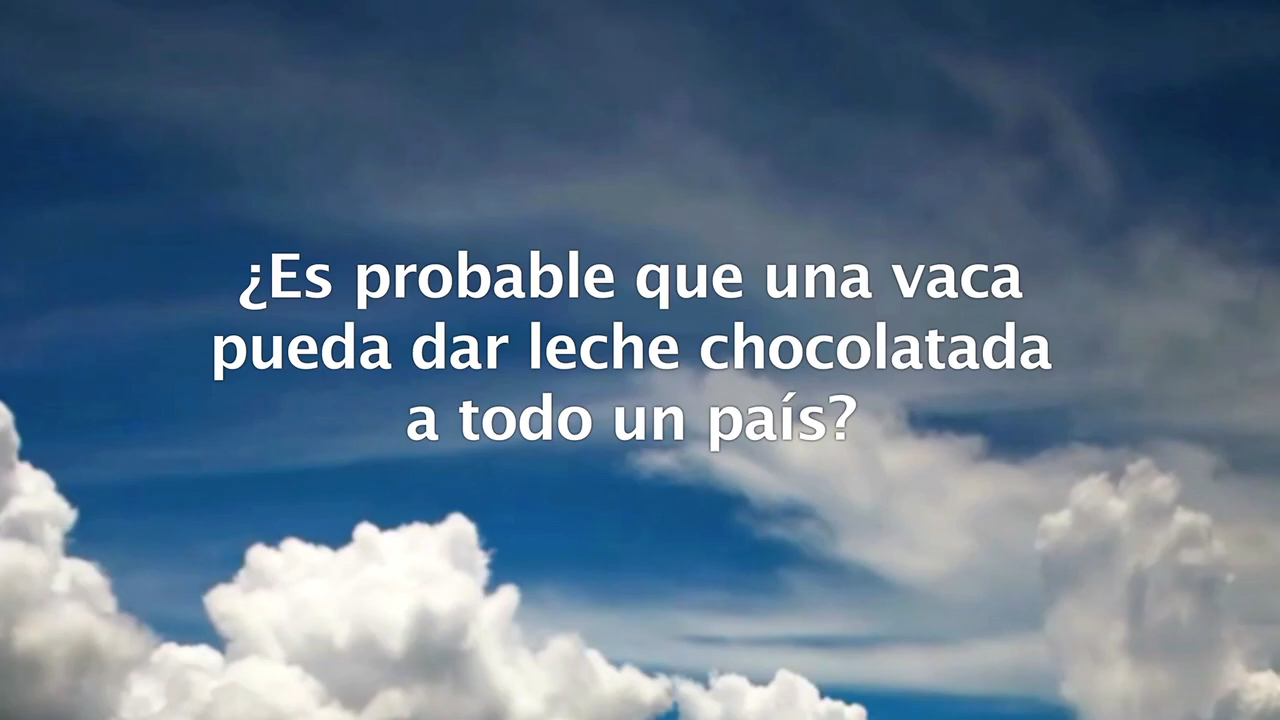 ¿Es probable que una vaca
pueda dar leche chocolatada
a todo un país?